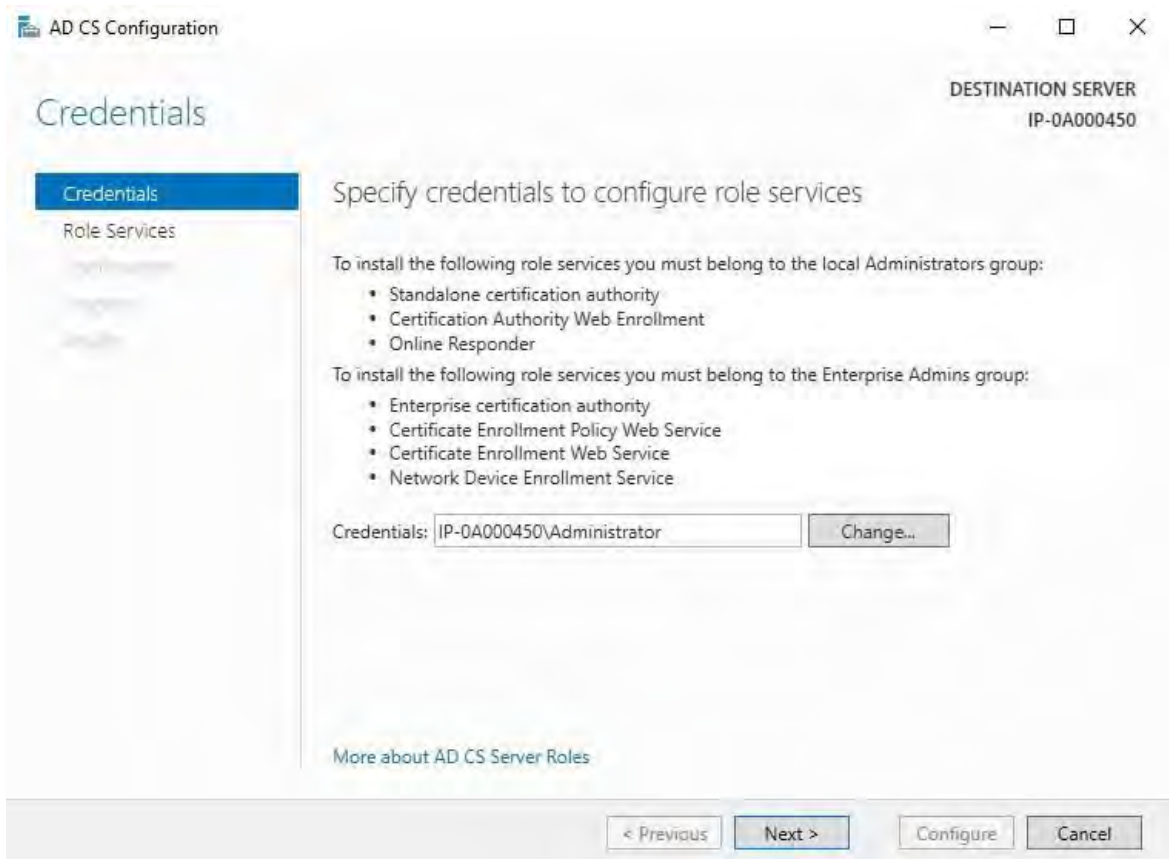 AD CS Configuration
DESTINATION SERVER
IP-0A000450
Credentials
Credentials
Role Services
Specify credentials to configure role services
To install the following role services you must belong to the local Administrators group:
• Standalone certification authority
• Certification Authority Web Enrollment
• Online Responder
To install the following role services you must belong to the Enterprise Admins group:
• Enterprise certification authority
• Certificate Enrollment Policy Web Service
• Certificate Enrollment Web Service
• Network Device Enrollment Service
Credentials: IP-0A000450\Administrator Change...
More about AD CS Server Roles
< Previous Next > Configure Cancel